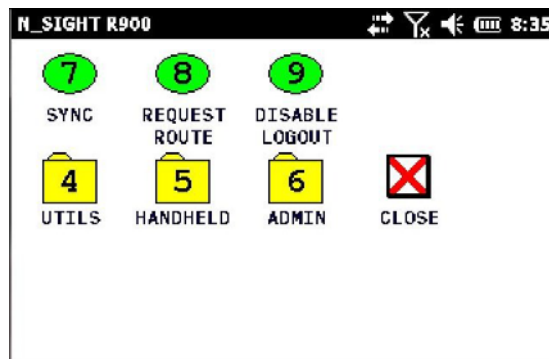 N_SIGHT R900 8:35
7 8 9
SYNC REQUEST ROUTE DISABLE LOGOUT
4 5 6
UTILS HANDHELD ADMIN CLOSE